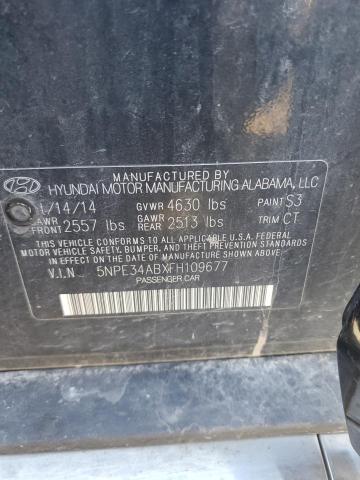 MANUFACTURED BY
HYUNDAI MOTOR MANUFACTURING ALABAMA, LLC
1/14/14 GVWR 4630 lbs PAINT S3
GAWR FRONT 2557 lbs GAWR REAR 2513 lbs TRIM CT
THIS VEHICLE CONFORMS TO ALL APPLICABLE U.S.A. FEDERAL
MOTOR VEHICLE SAFETY, BUMPER, AND THEFT PREVENTION STANDARDS
IN EFFECT ON THE DATE OF MANUFACTURE SHOWN ABOVE.
V.I.N 5NPE34ABXFH109677
PASSENGER CAR